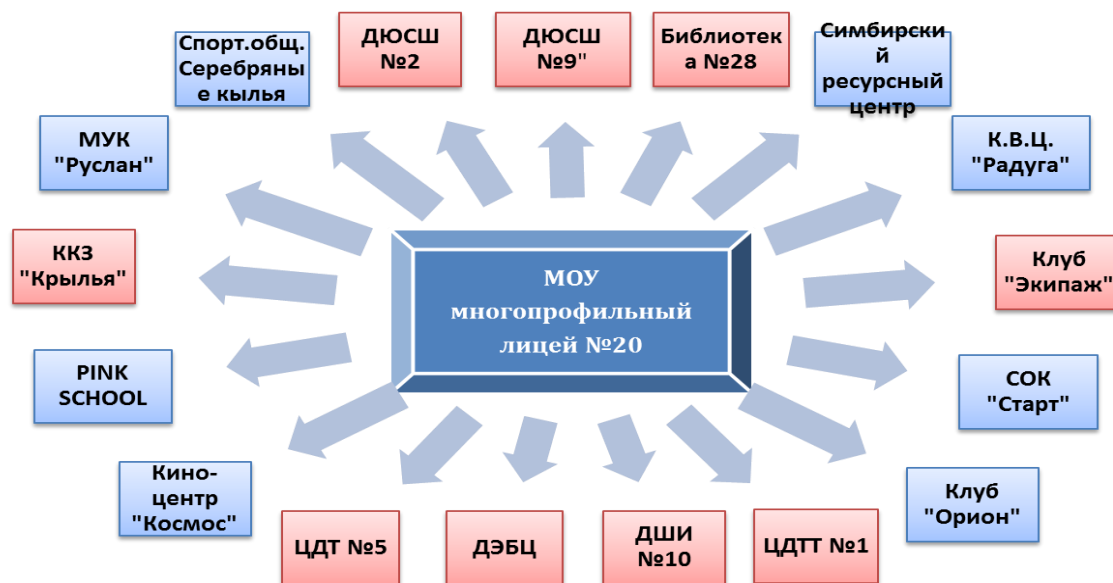 Спорт.общ.
Серебряны
е кылья
ДЮСШ
№2
ДЮСШ
№9"
Библиотек
а №28
Симбирски
й
ресурсный
центр
МУК
"Руслан"
К.В.Ц.
"Радуга"
ККЗ
"Крылья"
МОУ
многопрофильный
лицей №20
Клуб
"Экипаж"
PINK
SCHOOL
СОК
"Старт"
Кино-
центр
"Космос"
Клуб
"Орион"
ЦДТ №5
ДЭБЦ
ДШИ
№10
ЦДТТ №1